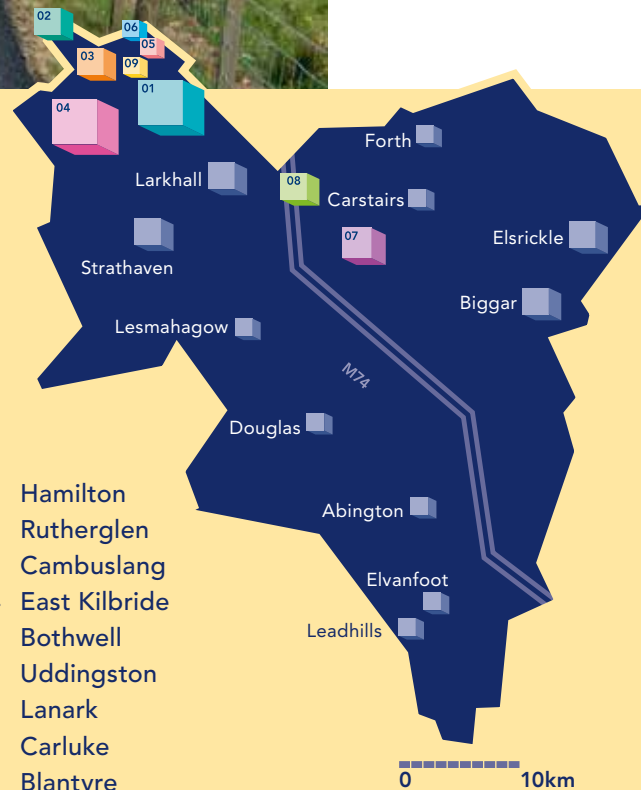 02
06
05
03
09
01
04
Forth
Larkhall
08
Carstairs
07
Elsrickle
Strathaven
Biggar
Lesmahagow
M74
Douglas
Abington
Elvanfoot
Leadhills
Hamilton
Rutherglen
Cambuslang
East Kilbride
Bothwell
Uddingston
Lanark
Carluke
Blantyre
0 10km